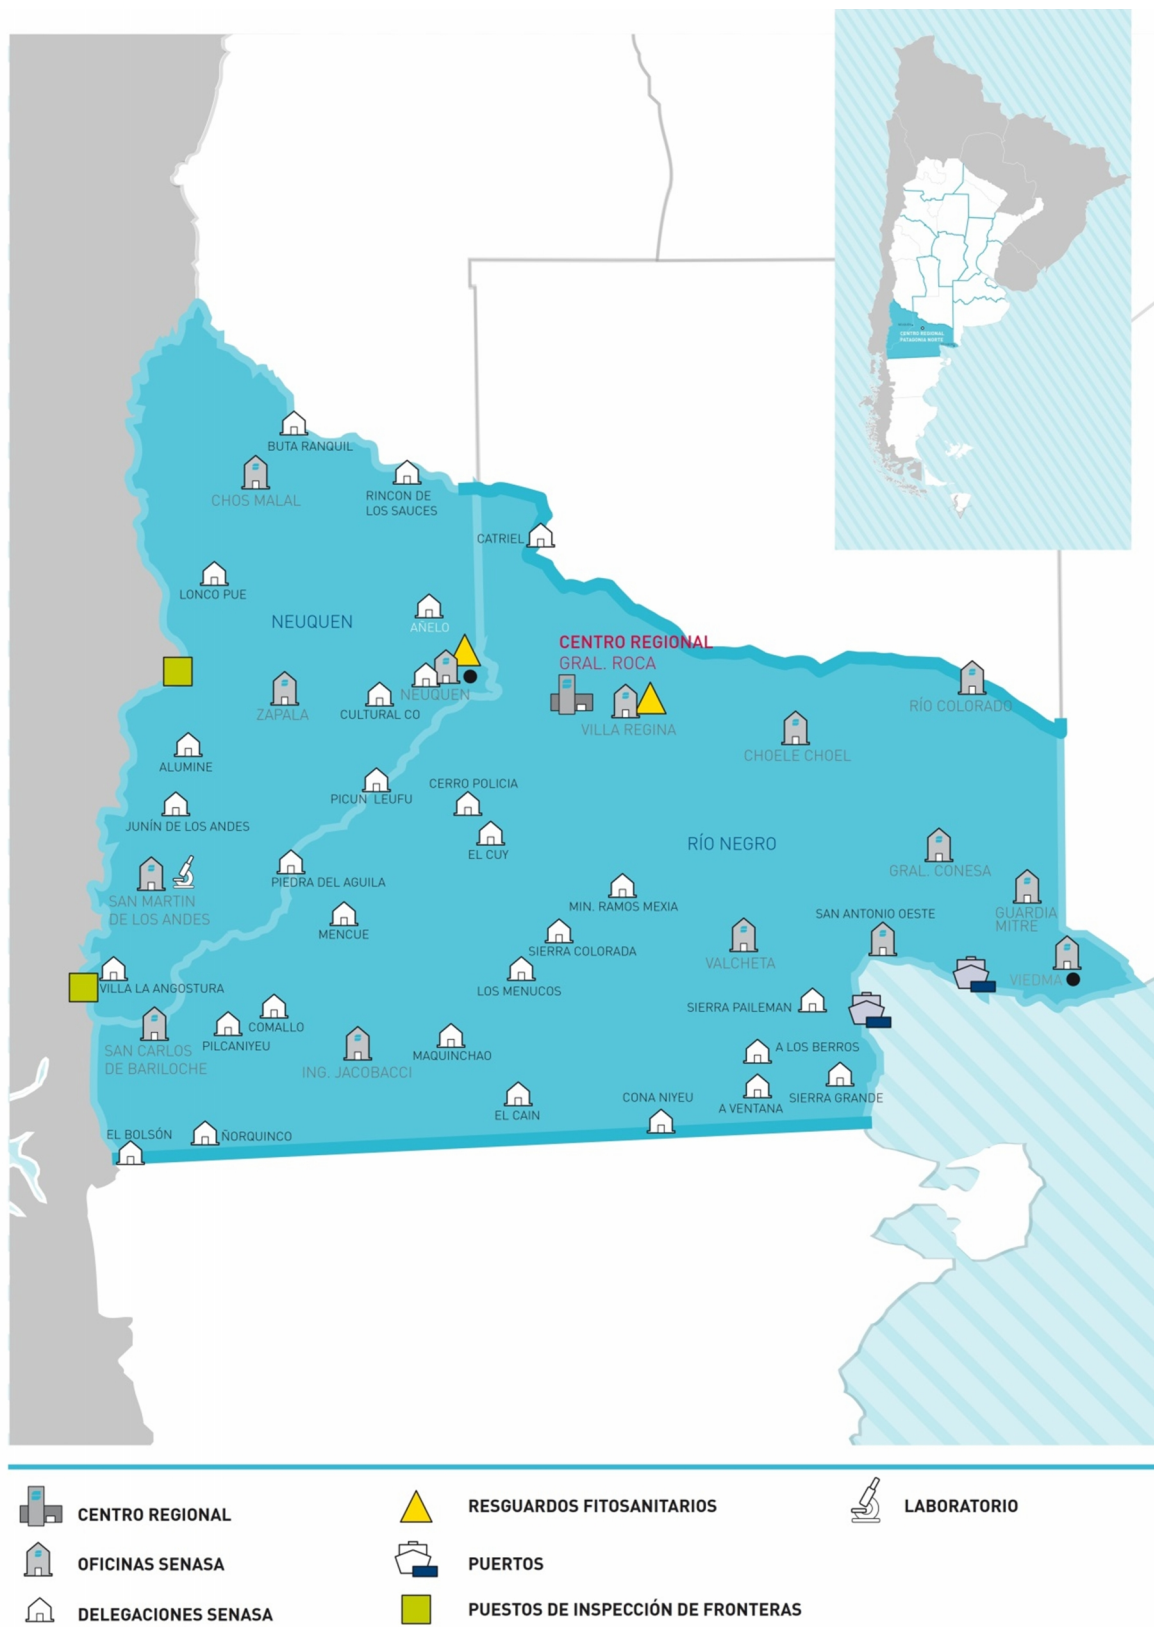 CENTRO REGIONAL
PATAGONIA NORTE
BUTA RANQUIL
CHOS MALAL
RINCON DE
LOS SAUCES
CATRIEL
LONCO PUE
NEUQUEN
AÑELO
CENTRO REGIONAL
GRAL. ROCA
NEUQUEN
ZAPALA
CULTURAL CO
VILLA REGINA
RÍO COLORADO
CHOELE CHOEL
ALUMINE
PICUN LEUFU
CERRO POLICIA
JUNÍN DE LOS ANDES
EL CUY
RÍO NEGRO
GRAL. CONESA
PIEDRA DEL AGUILA
SAN MARTIN
DE LOS ANDES
MIN. RAMOS MEXIA
SAN ANTONIO OESTE
GUARDIA
MITRE
MENCUE
SIERRA COLORADA
VALCHETA
VIEDMA
VILLA LA ANGOSTURA
LOS MENUCOS
SIERRA PAILEMAN
COMALLO
PILCANIYEU
SAN CARLOS
DE BARILOCHE
ING. JACOBACCI
MAQUINCHAO
A LOS BERROS
EL CAIN
CONA NIYEU
A VENTANA
SIERRA GRANDE
EL BOLSÓN
ÑORQUINCO
CENTRO REGIONAL
OFICINAS SENASA
DELEGACIONES SENASA
RESGUARDOS FITOSANITARIOS
PUERTOS
PUESTOS DE INSPECCIÓN DE FRONTERAS
LABORATORIO